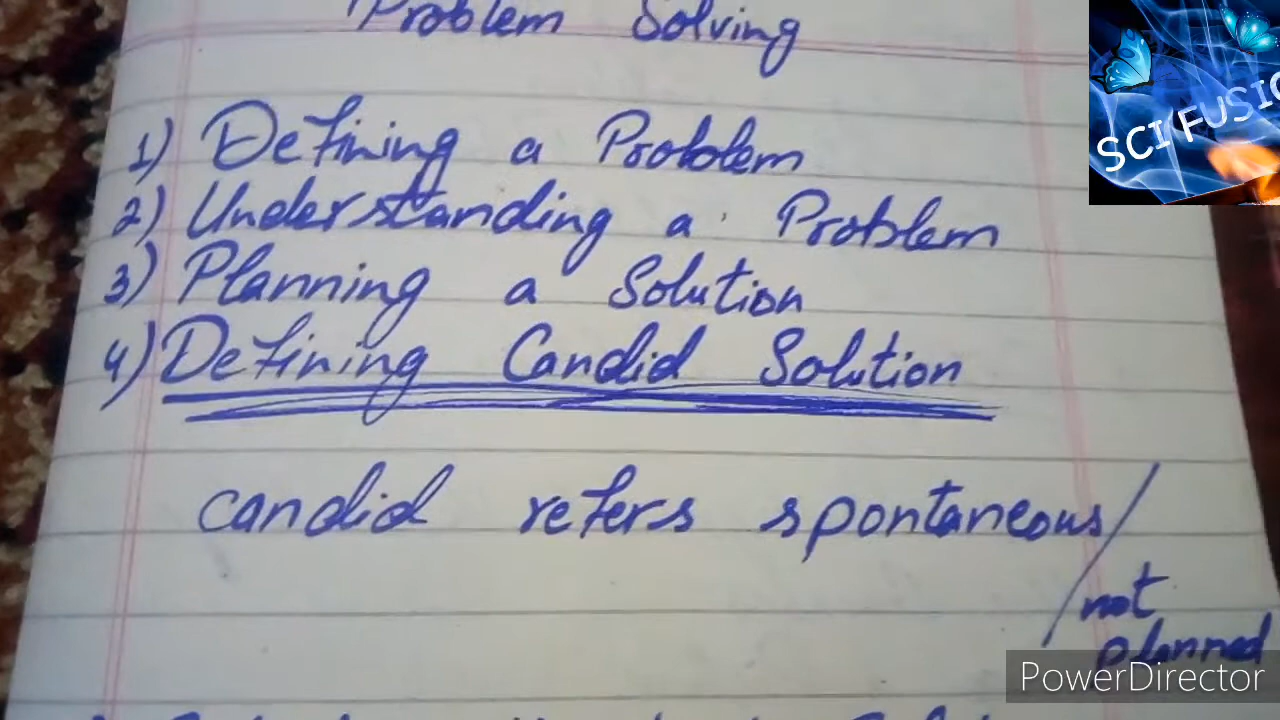 Problem Solving
1) Defining a Problem
2) Understanding a Problem
3) Planning a Solution
4) Defining Candid Solution
candid refers spontaneous/
not
planned
SCI FUSIO
PowerDirector